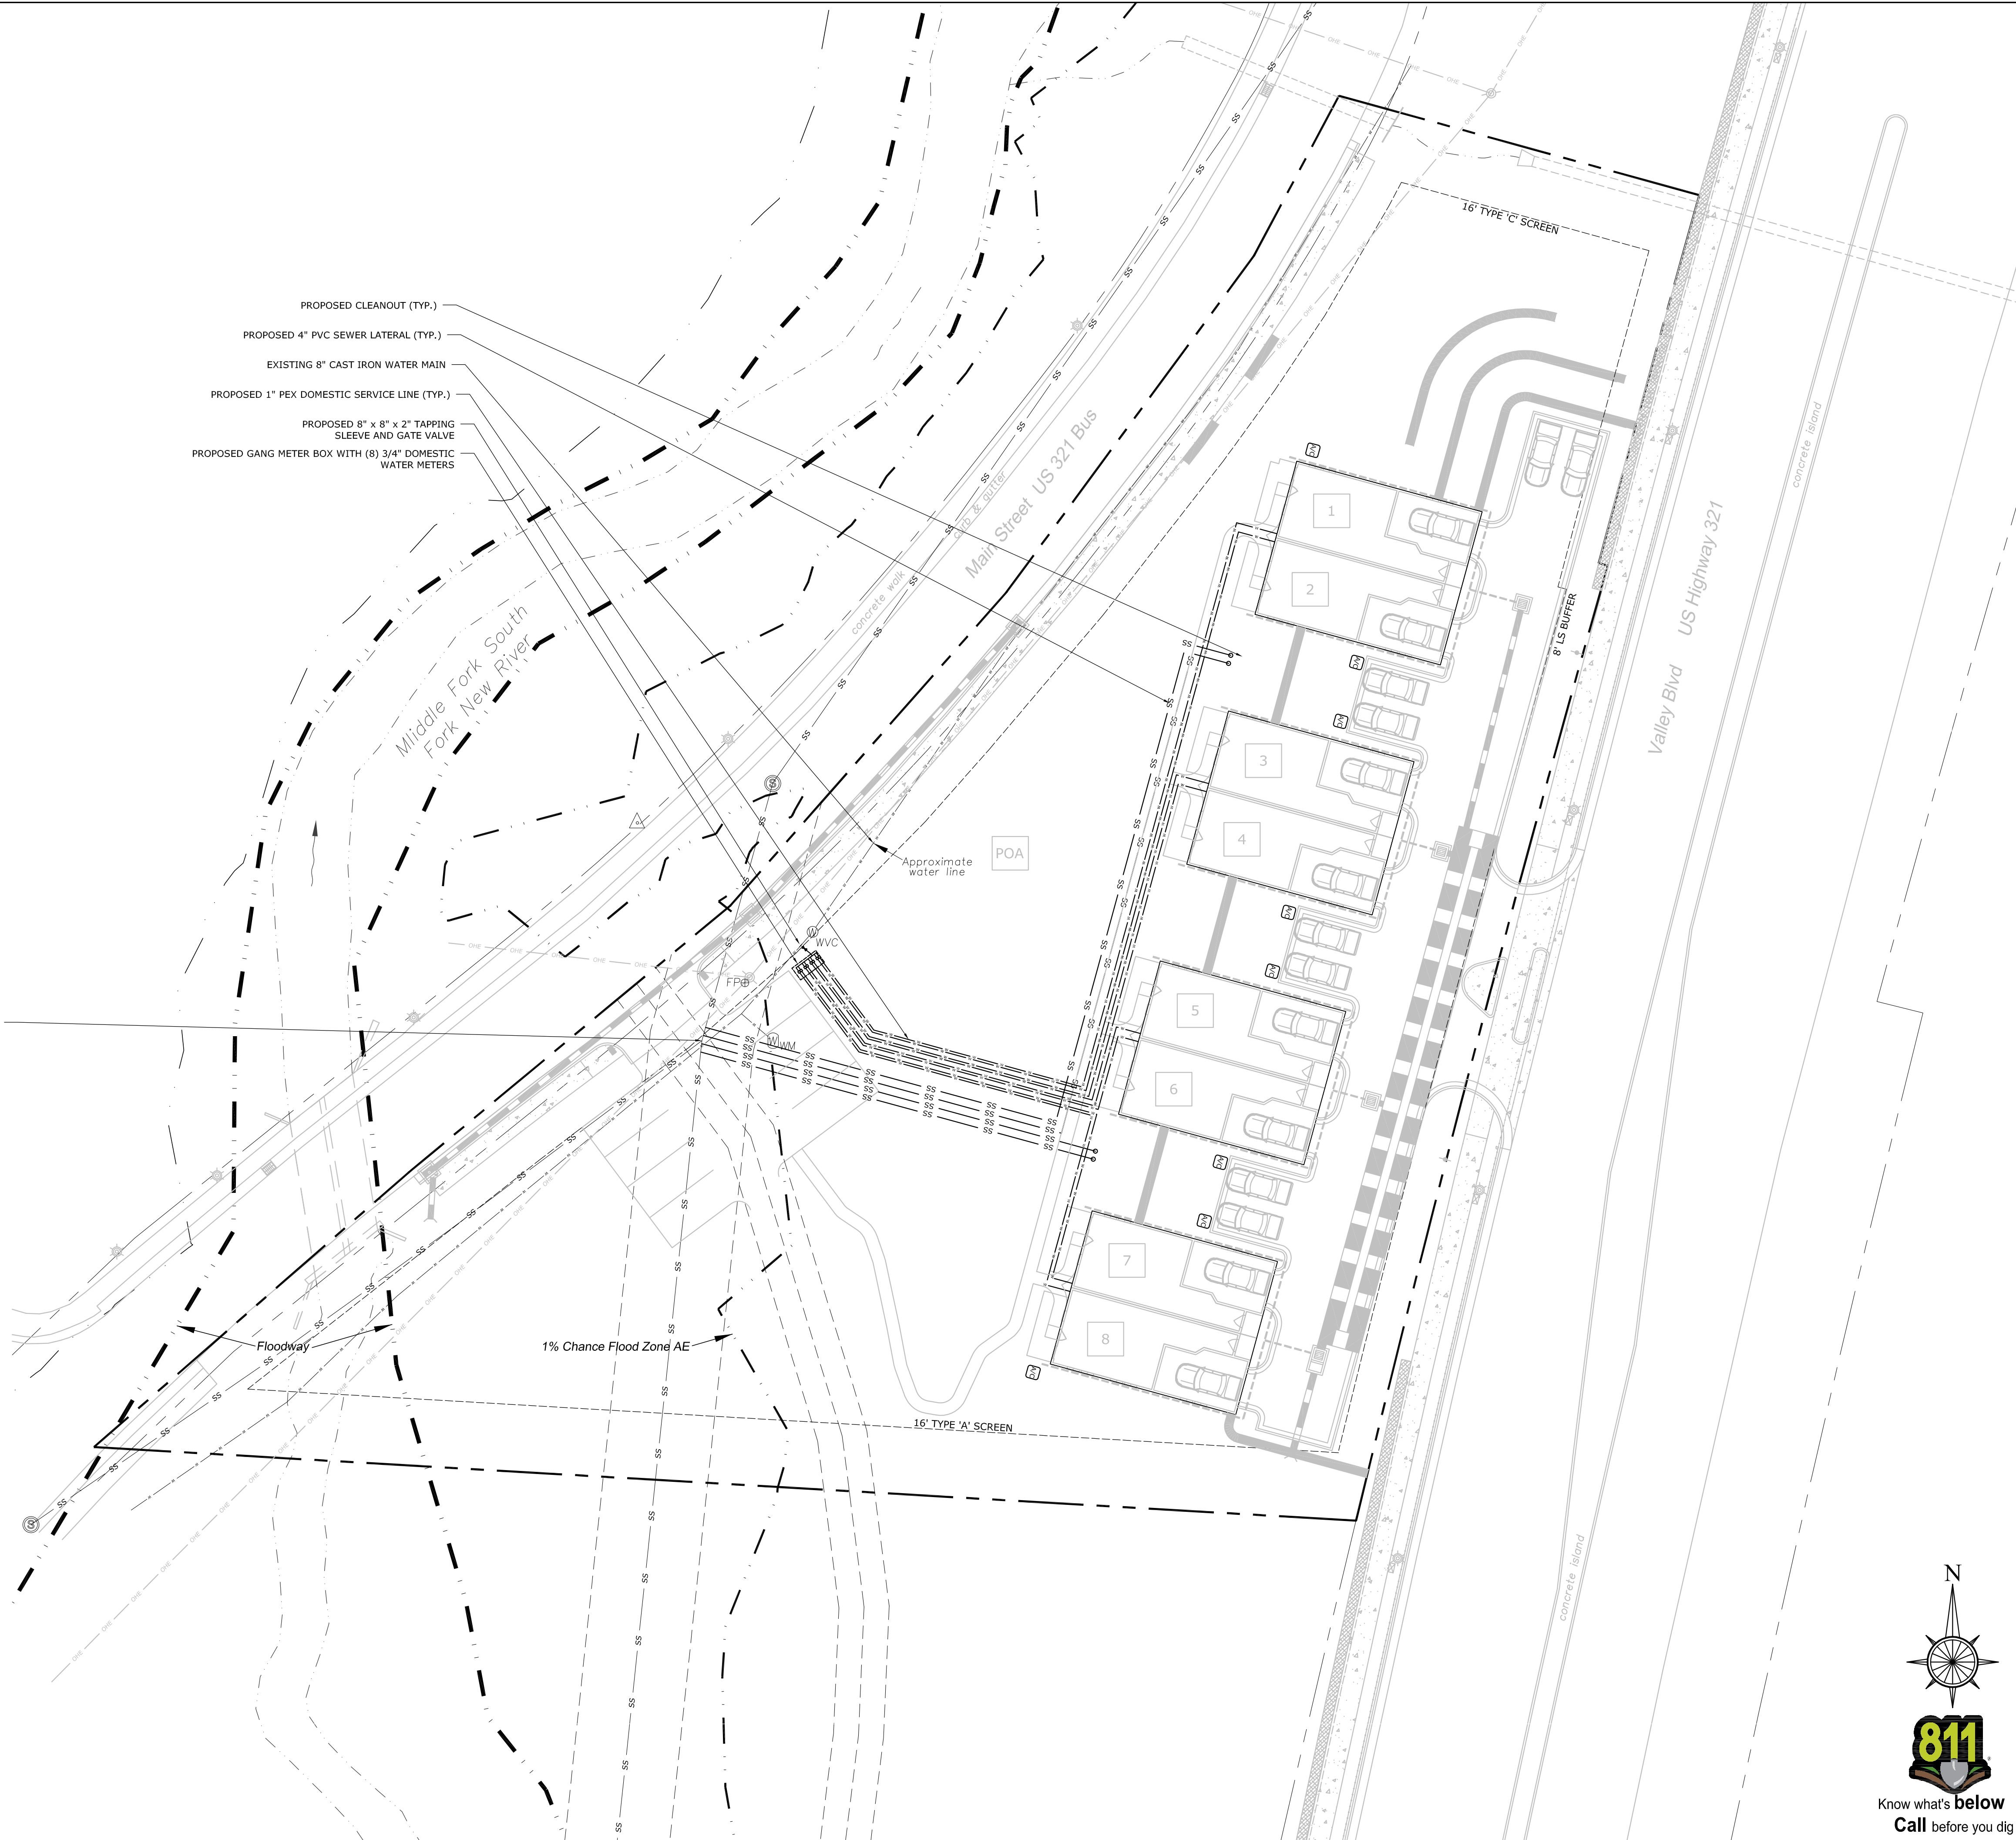 16' TYPE 'C' SCREEN
PROPOSED CLEANOUT (TYP.)
PROPOSED 4" PVC SEWER LATERAL (TYP.)
EXISTING 8" CAST IRON WATER MAIN
PROPOSED 1" PEX DOMESTIC SERVICE LINE (TYP.)
PROPOSED 8" x 8" x 2" TAPPING
SLEEVE AND GATE VALVE
PROPOSED GANG METER BOX WITH (8) 3/4" DOMESTIC
WATER METERS
concrete island
Main Street US 321 Bus
curb & gutter
concrete walk
Mliddle Fork South
Fork New River
8' LS BUFFER
Valley Blvd US Highway 321
1
2
3
4
5
6
7
8
A/C
A/C
A/C
A/C
A/C
A/C
A/C
A/C
POA
Approximate
water line
W
WVC
FP
W
WM
S
S
SS
OHE
Floodway
1% Chance Flood Zone AE
16' TYPE 'A' SCREEN
concrete island
N
811
Know what's below
Call before you dig